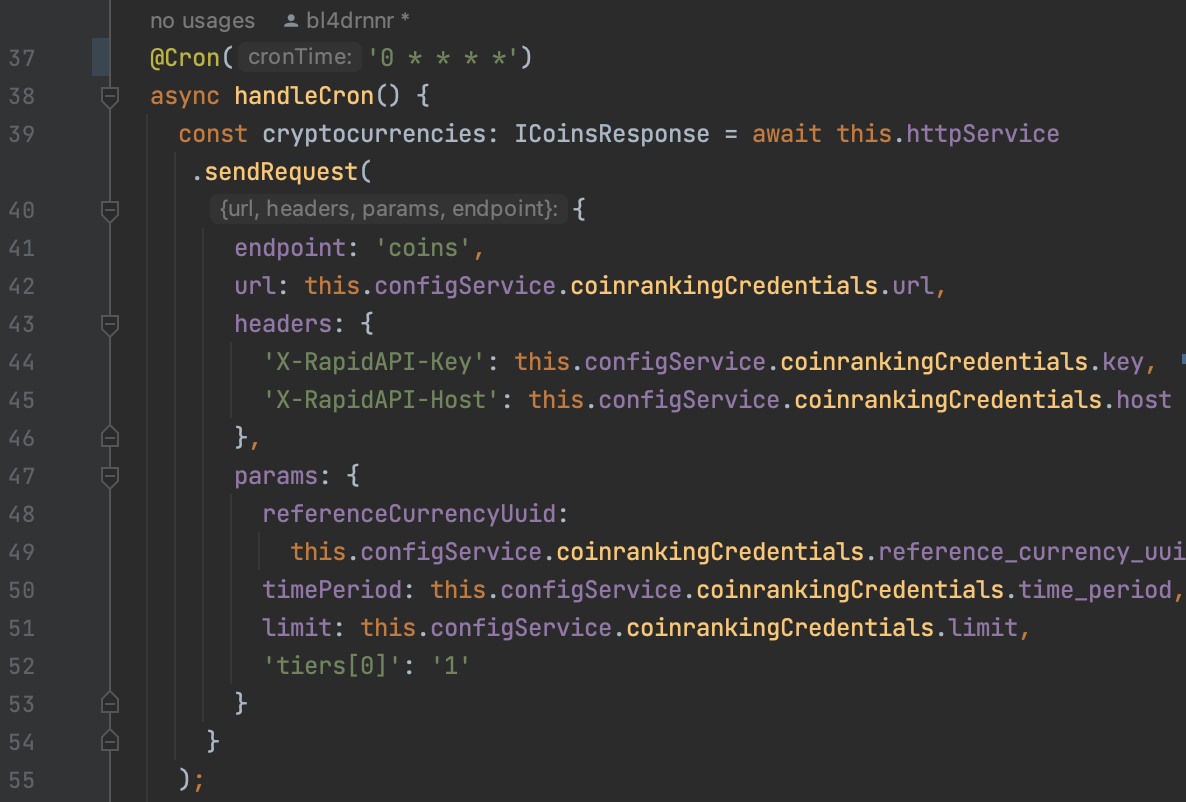 no usages bl4drnnr *
37 @Cron( cronTime: '0 * * * *')
38 async handleCron() {
39 const cryptocurrencies: ICoinsResponse = await this.httpService
.sendRequest(
40 {url, headers, params, endpoint}: {
41 endpoint: 'coins',
42 url: this.configService.coinrankingCredentials.url,
43 headers: {
44 'X-RapidAPI-Key': this.configService.coinrankingCredentials.key,
45 'X-RapidAPI-Host': this.configService.coinrankingCredentials.host
46 },
47 params: {
48 referenceCurrencyUuid:
49 this.configService.coinrankingCredentials.reference_currency_uui
50 timePeriod: this.configService.coinrankingCredentials.time_period,
51 limit: this.configService.coinrankingCredentials.limit,
52 'tiers[0]': '1'
53 }
54 }
55 );